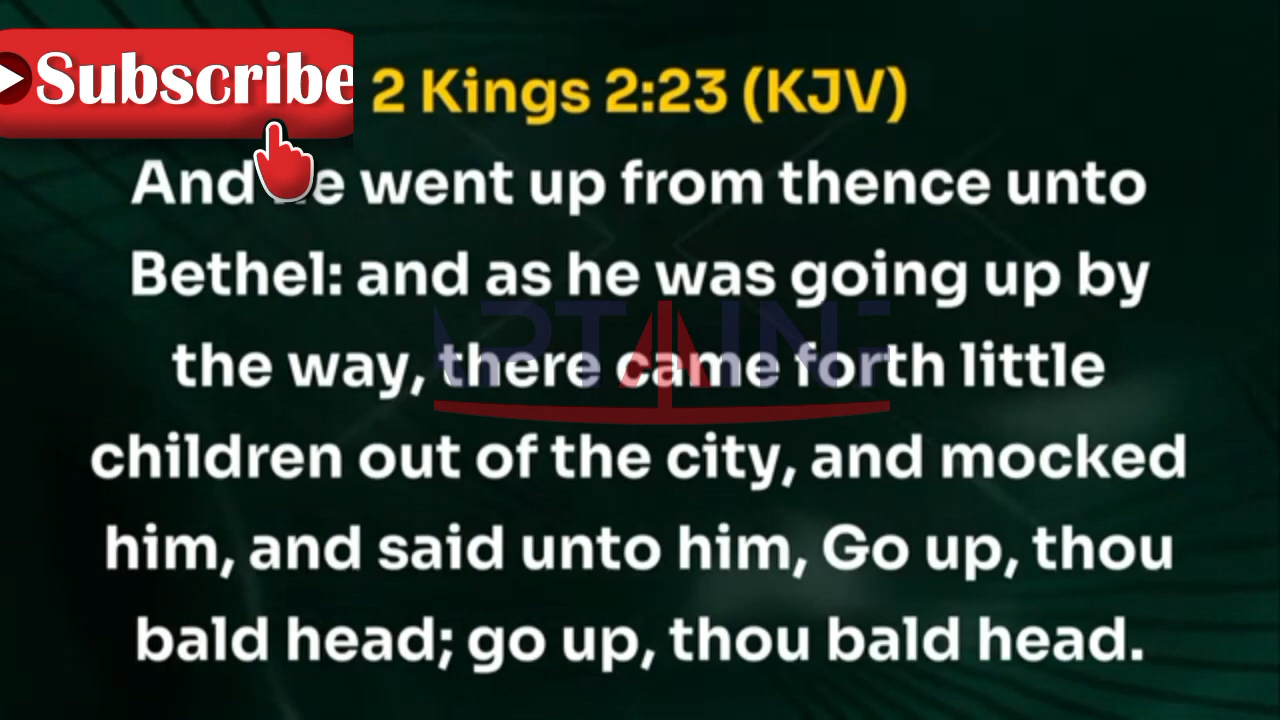 Subscribe
2 Kings 2:23 (KJV)
And he went up from thence unto
Bethel: and as he was going up by
the way, there came forth little
children out of the city, and mocked
him, and said unto him, Go up, thou
bald head; go up, thou bald head.